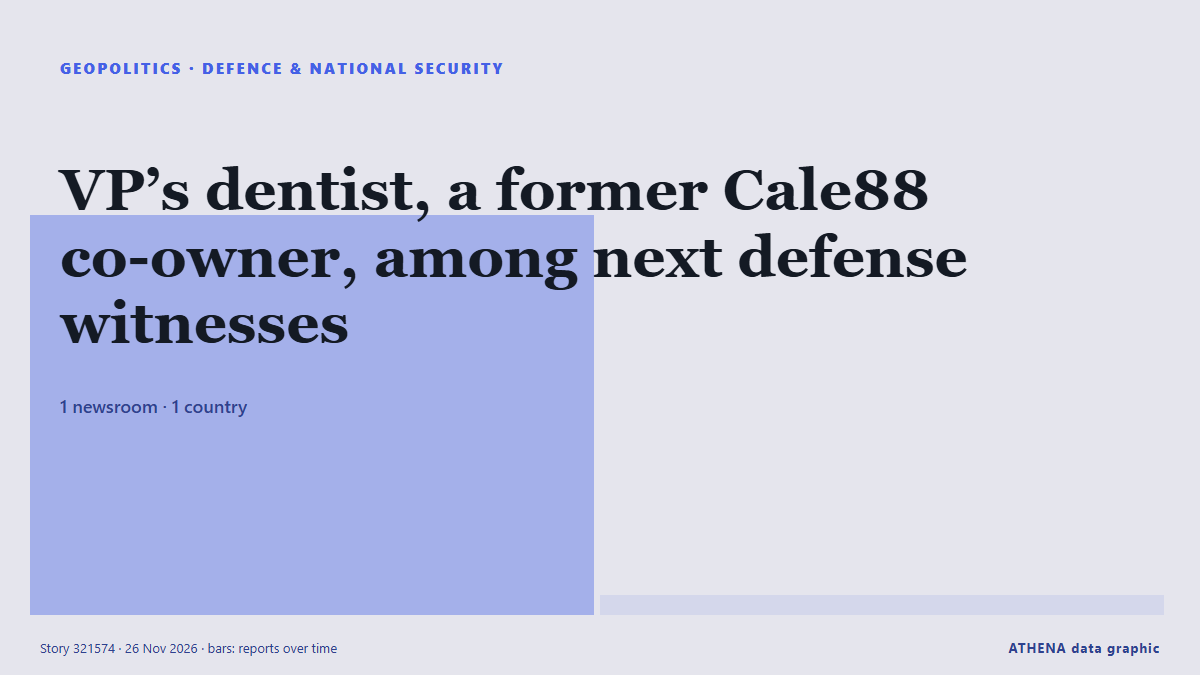 GEOPOLITICS · DEFENCE & NATIONAL SECURITY
VP’s dentist, a former Cale88
co-owner, among next defense
witnesses
1 newsroom · 1 country
Story 321574 · 26 Nov 2026 · bars: reports over time
ATHENA data graphic